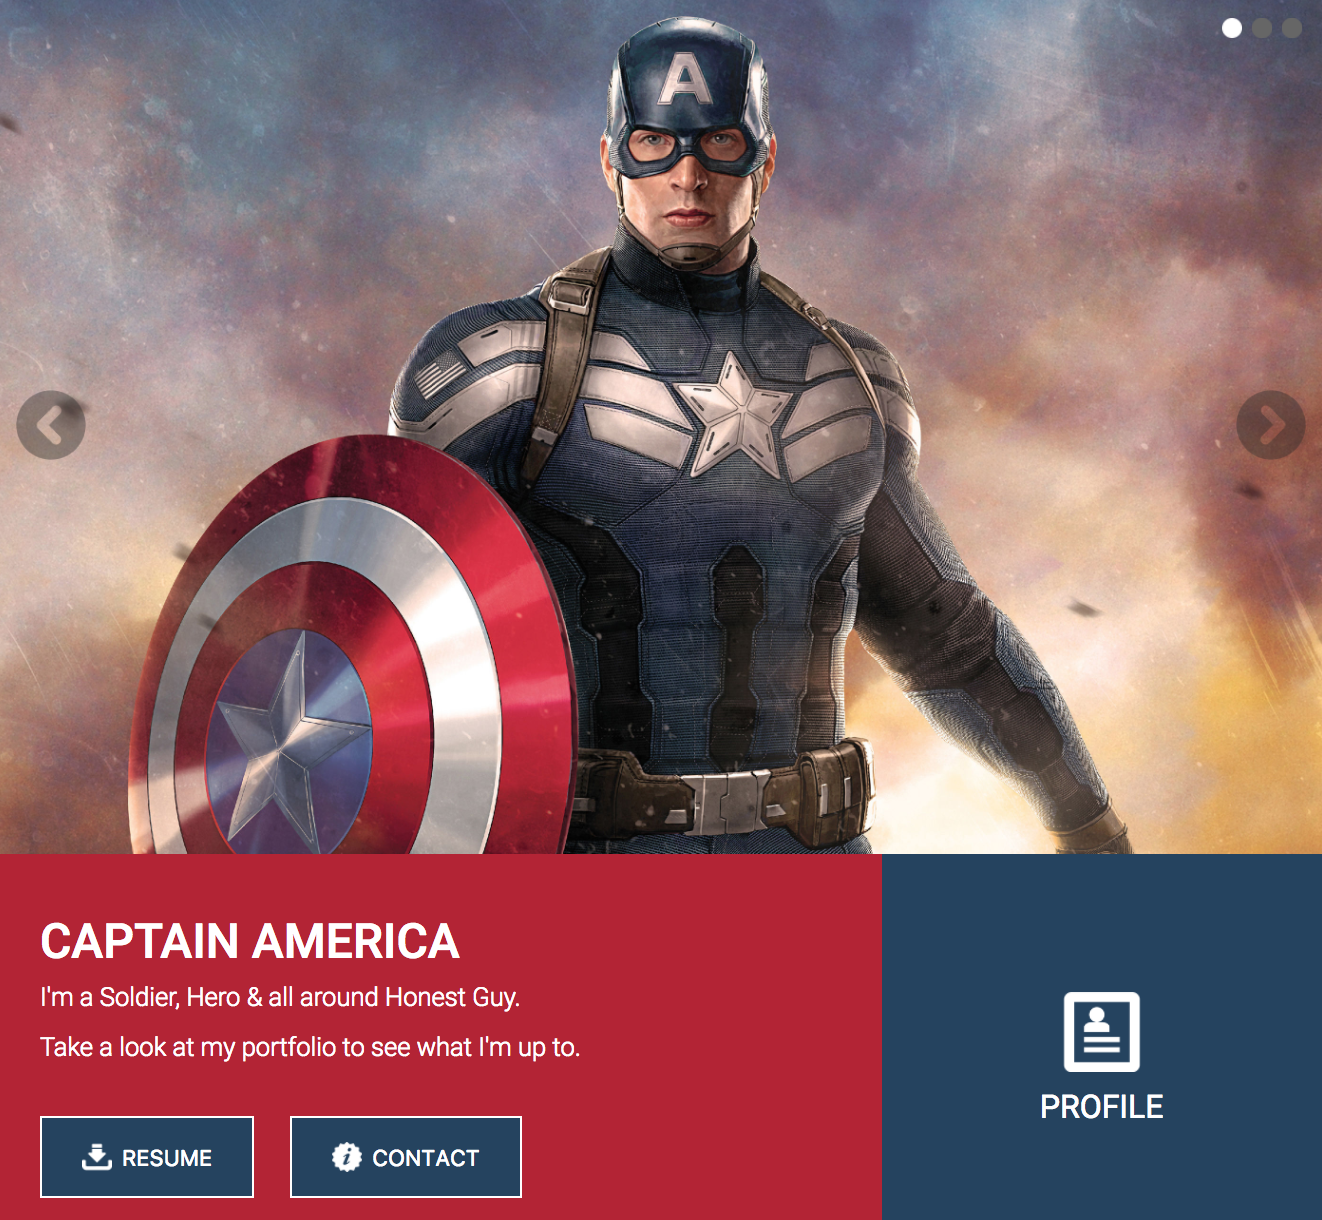 A
CAPTAIN AMERICA
I'm a Soldier, Hero & all around Honest Guy.
Take a look at my portfolio to see what I'm up to.
RESUME
CONTACT
PROFILE